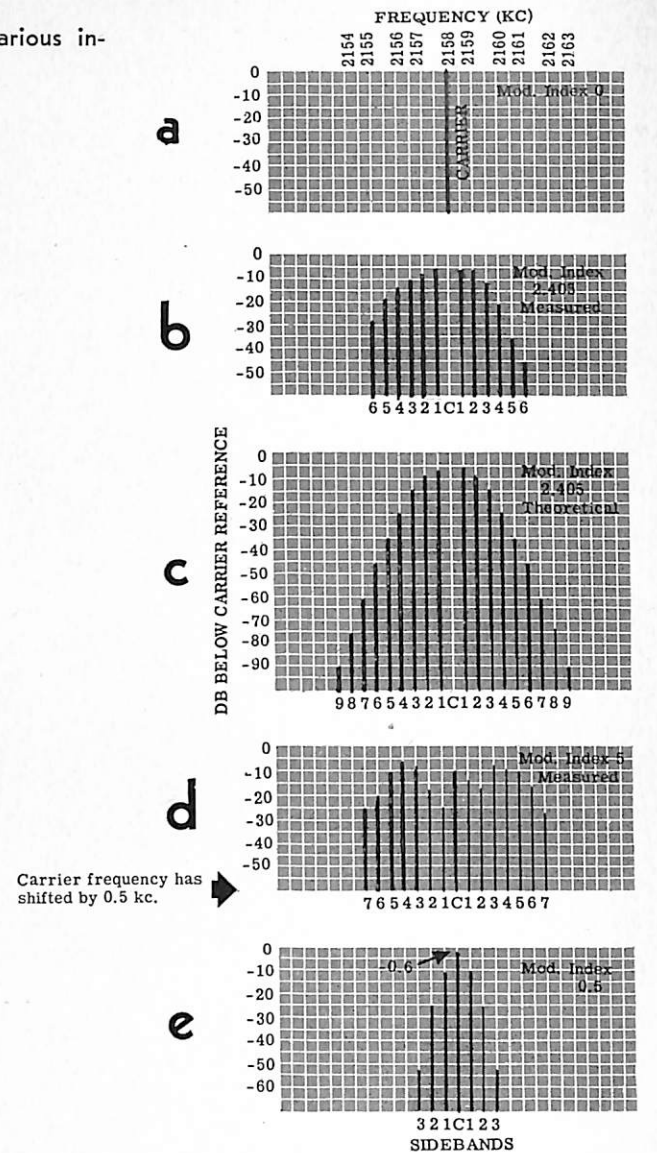 arious in-
FREQUENCY (KC)
2154 2155 2156 2157 2158 2159 2160 2161 2162 2163
a
0
-10
-20
-30
-40
-50
Mod. Index 0
CARRIER
b
0
-10
-20
-30
-40
-50
Mod. Index
2.405
Measured
6 5 4 3 2 1 C 1 2 3 4 5 6
DB BELOW CARRIER REFERENCE
c
0
-10
-20
-30
-40
-50
-60
-70
-80
-90
Mod. Index
2.405
Theoretical
9 8 7 6 5 4 3 2 1 C 1 2 3 4 5 6 7 8 9
d
0
-10
-20
-30
-40
-50
Mod. Index 5
Measured
Carrier frequency has
shifted by 0.5 kc.
7 6 5 4 3 2 1 C 1 2 3 4 5 6 7
e
0
-10
-20
-30
-40
-50
-60
-0.6
Mod. Index
0.5
3 2 1 C 1 2 3
SIDEBANDS